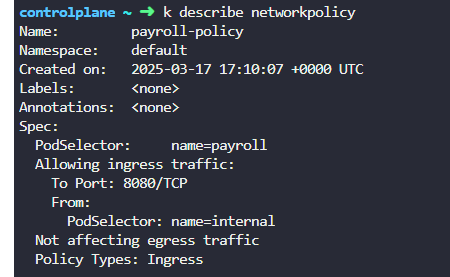 controlplane ~ ➜ k describe networkpolicy
Name:         payroll-policy
Namespace:    default
Created on:   2025-03-17 17:10:07 +0000 UTC
Labels:       <none>
Annotations:  <none>
Spec:
  PodSelector:     name=payroll
  Allowing ingress traffic:
    To Port: 8080/TCP
    From:
      PodSelector: name=internal
  Not affecting egress traffic
  Policy Types: Ingress